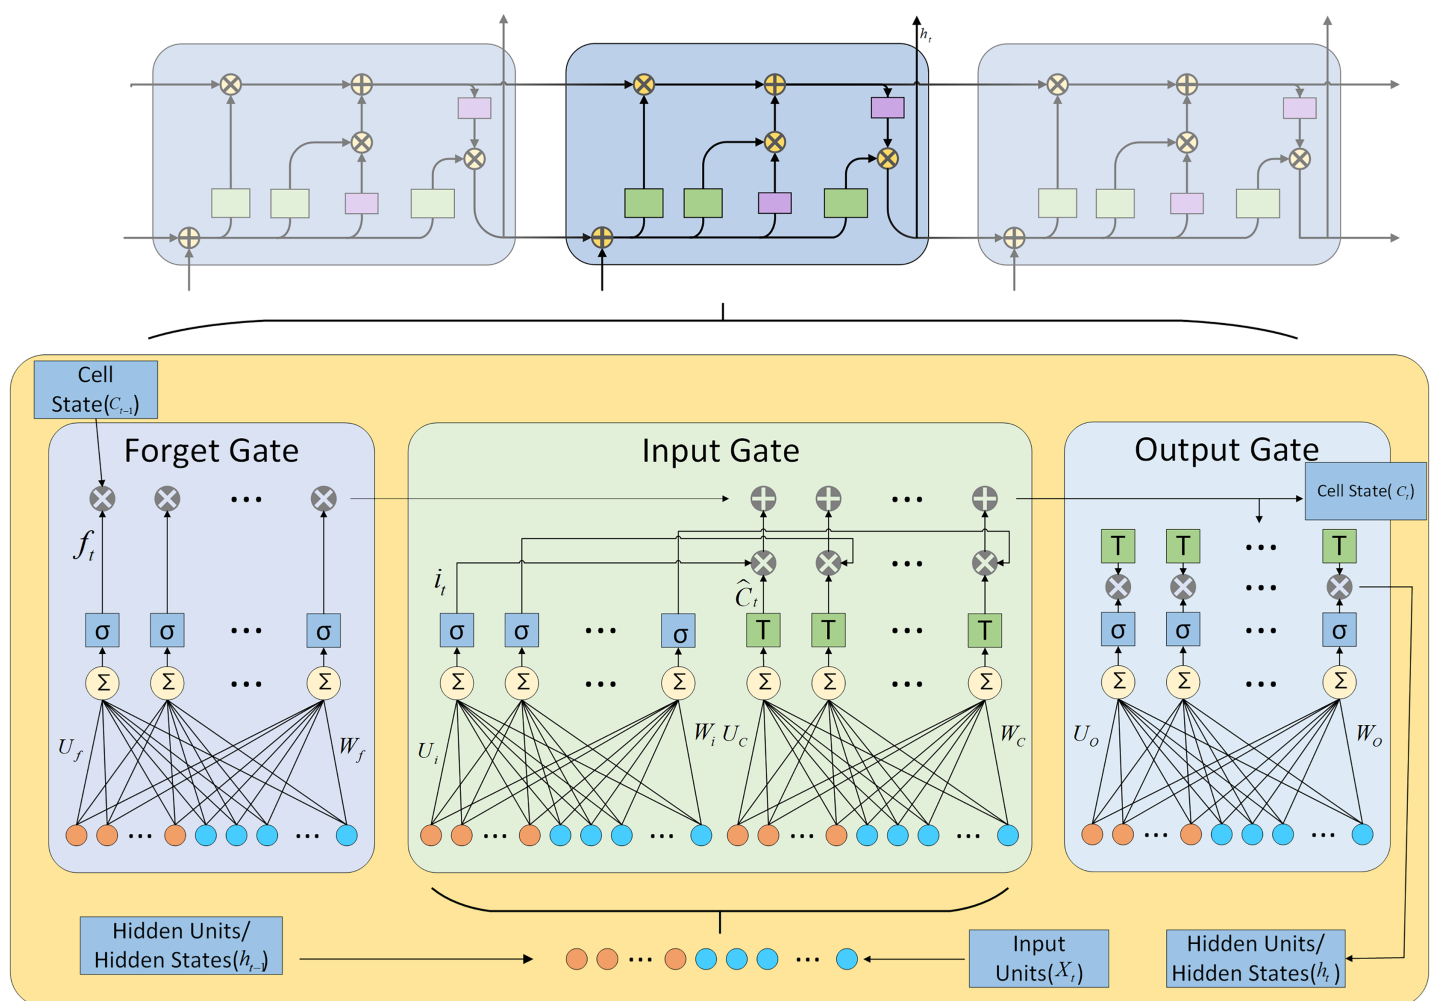 h_t
Cell
State(C_{t-1})
Forget Gate
Input Gate
Output Gate
Cell State( C_t)
f_t
i_t
Ĉ_t
T T ... T
σ σ ... σ
σ σ ... σ
T T ... T
σ σ ... σ
Σ Σ ... Σ
Σ Σ ... Σ
Σ Σ ... Σ
Σ Σ ... Σ
U_f
W_f
U_i
W_i
U_C
W_C
U_O
W_O
Hidden Units/
Hidden States(h_{t-1})
Input
Units(X_t)
Hidden Units/
Hidden States(h_t)